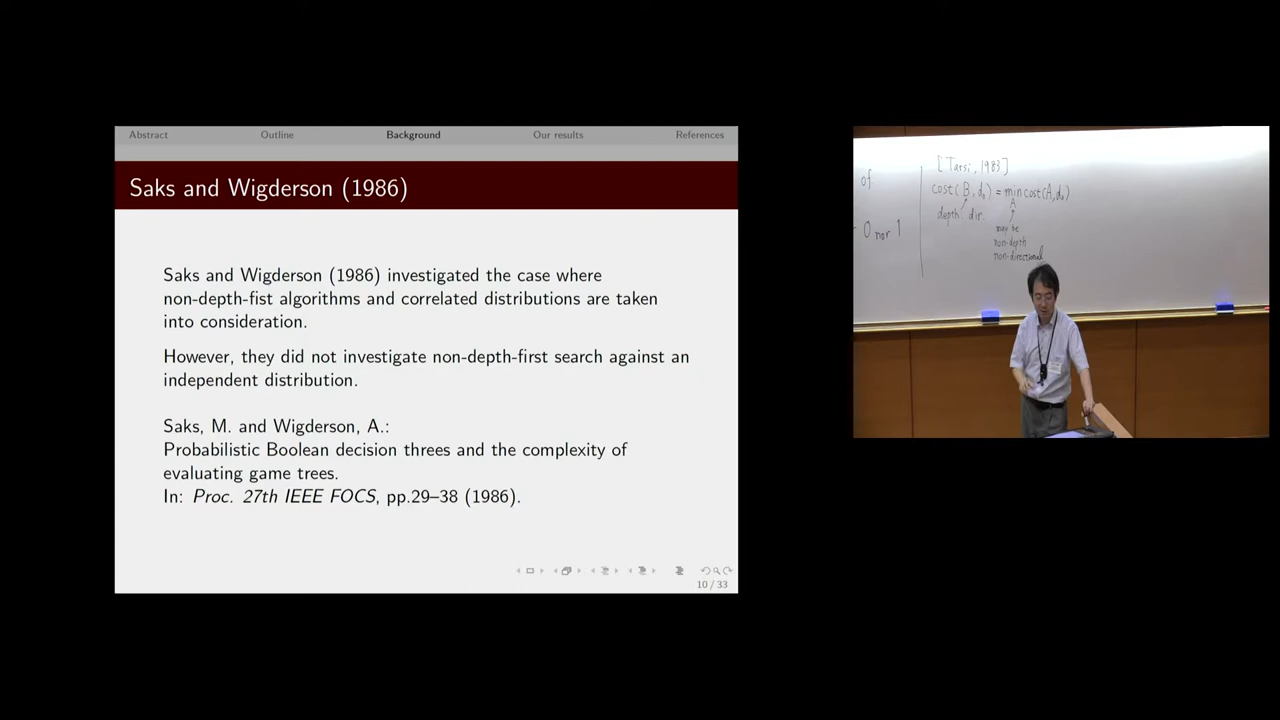 Abstract Outline Background Our results References
Saks and Wigderson (1986)
Saks and Wigderson (1986) investigated the case where
non-depth-fist algorithms and correlated distributions are taken
into consideration.
However, they did not investigate non-depth-first search against an
independent distribution.
Saks, M. and Wigderson, A.:
Probabilistic Boolean decision threes and the complexity of
evaluating game trees.
In: Proc. 27th IEEE FOCS, pp.29–38 (1986).
10 / 33
of
0 nor 1
[Tarsi, 1983]
cost(B, d₀) = min cost(A, d₀)
A
depth dir.
may be
non-depth
non-directional